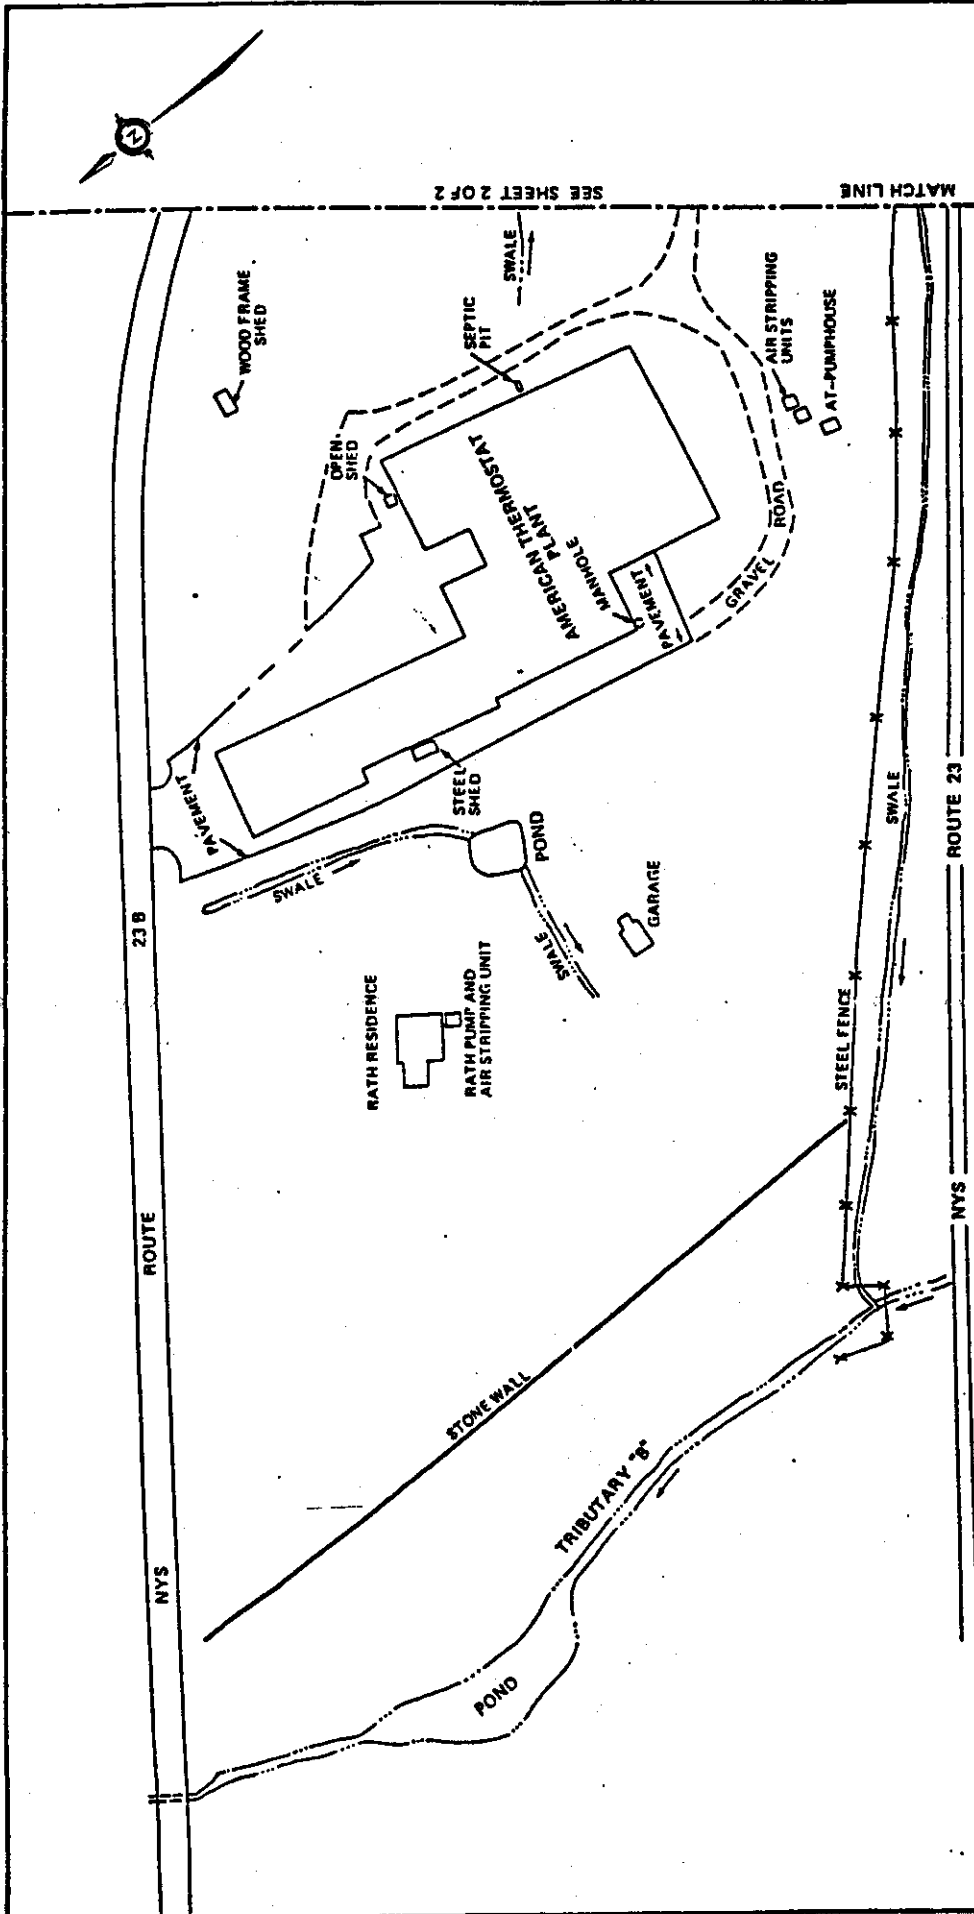 N
SEE SHEET 2 OF 2
MATCH LINE
WOOD FRAME
SHED
SEPTIC
PIT
SWALE
AIR STRIPPING
UNITS
AT-PUMPHOUSE
OPEN-
SHED
AMERICAN THERMOSTAT
PLANT
MANHOLE
PAVEMENT
GRAVEL
ROAD
PAVEMENT
STEEL
SHED
SWALE
POND
SWALE
GARAGE
SWALE
RATH RESIDENCE
RATH PUMP AND
AIR STRIPPING UNIT
STEEL FENCE
STONE WALL
TRIBUTARY "B"
POND
NYS
ROUTE
23 B
NYS
ROUTE 23